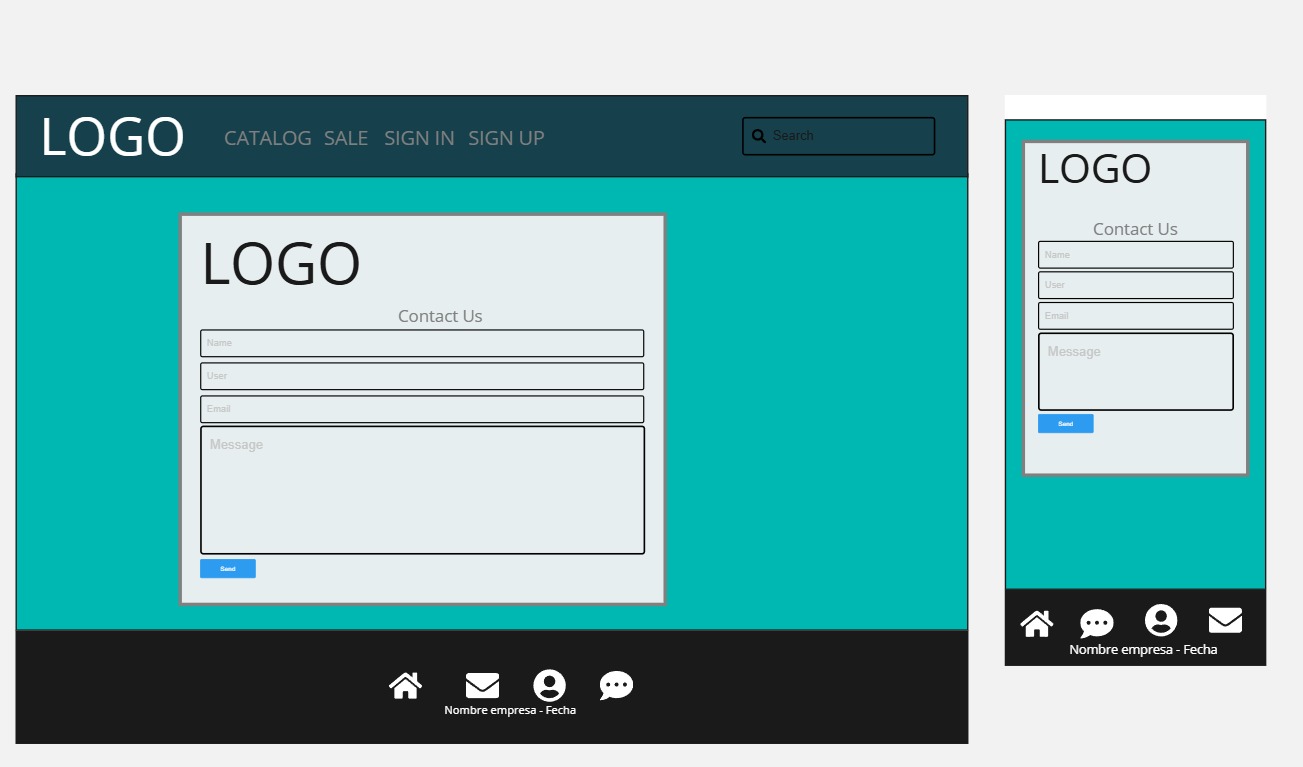 LOGO CATALOG SALE SIGN IN SIGN UP Search
LOGO
Contact Us
Name
User
Email
Message
Send
Nombre empresa - Fecha
LOGO
Contact Us
Name
User
Email
Message
Send
Nombre empresa - Fecha